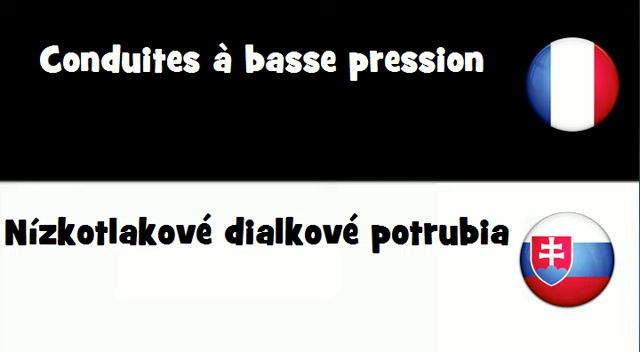 Conduites à basse pression
Nízkotlakové dialkové potrubia